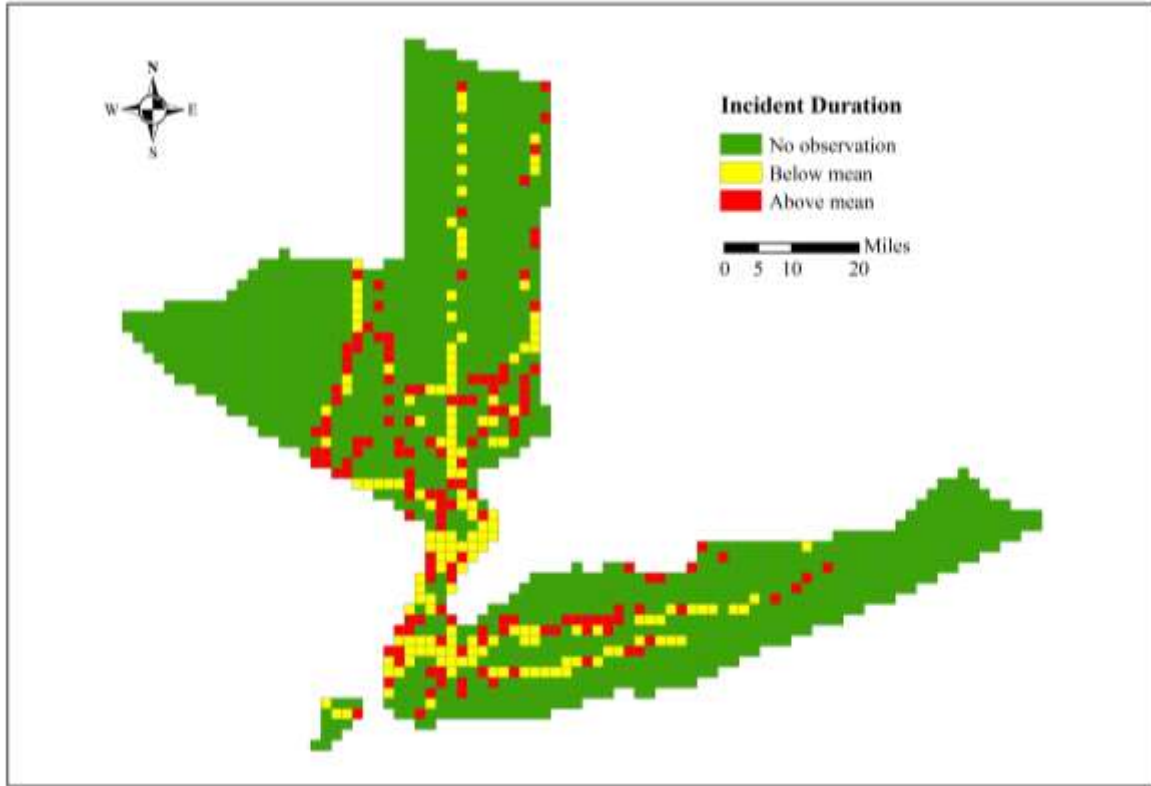 N
W E
S
Incident Duration
No observation
Below mean
Above mean
Miles
0 5 10 20